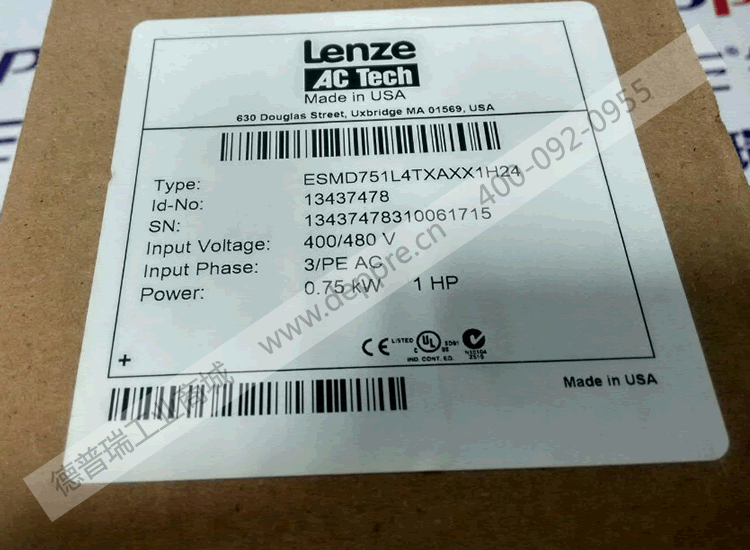 Lenze
AC Tech
Made in USA
630 Douglas Street, Uxbridge MA 01569, USA
Type: ESMD751L4TXAXX1H24
Id-No: 13437478
SN: 13437478310061715
Input Voltage: 400/480 V
Input Phase: 3/PE AC
Power: 0.75 kW 1 HP
CE LISTED UL
IND. CONT. EQ.
Made in USA
德普瑞工业商城 www.depbre.cn 400-092-0955